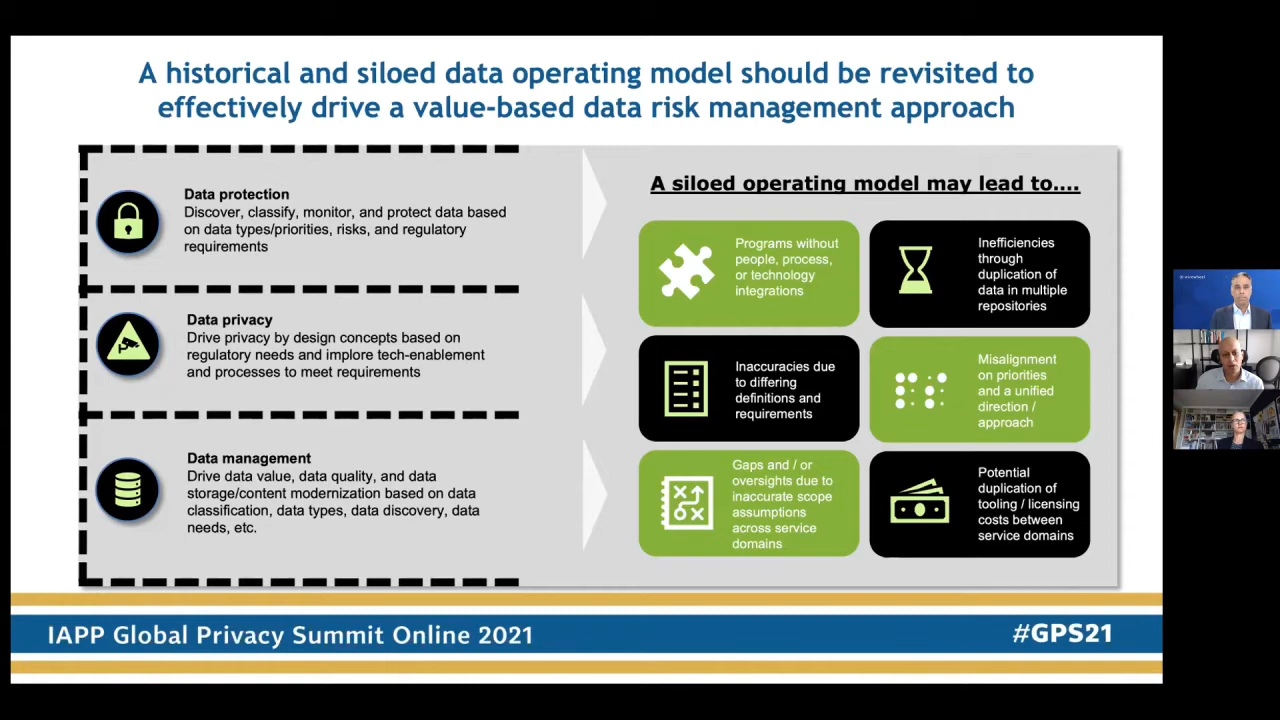 A historical and siloed data operating model should be revisited to
effectively drive a value-based data risk management approach
Data protection
Discover, classify, monitor, and protect data based
on data types/priorities, risks, and regulatory
requirements
Data privacy
Drive privacy by design concepts based on
regulatory needs and implore tech-enablement
and processes to meet requirements
Data management
Drive data value, data quality, and data
storage/content modernization based on data
classification, data types, data discovery, data
needs, etc.
A siloed operating model may lead to....
Programs without
people, process,
or technology
integrations
Inefficiencies
through
duplication of
data in multiple
repositories
Inaccuracies due
to differing
definitions and
requirements
Misalignment
on priorities
and a unified
direction /
approach
Gaps and / or
oversights due to
inaccurate scope
assumptions
across service
domains
Potential
duplication of
tooling / licensing
costs between
service domains
IAPP Global Privacy Summit Online 2021
#GPS21